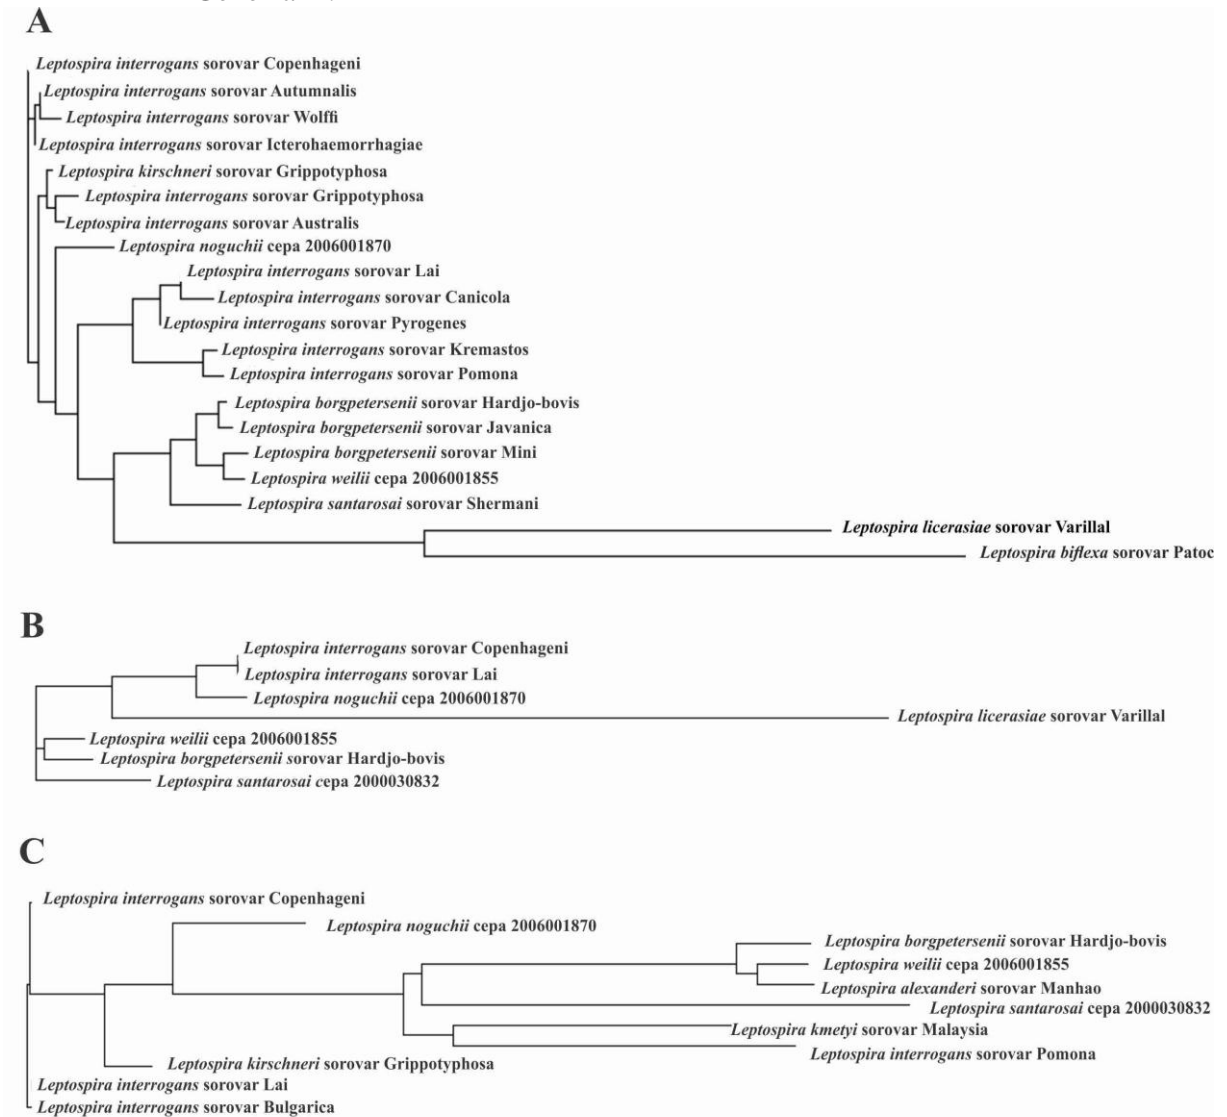 A
Leptospira interrogans sorovar Copenhageni
Leptospira interrogans sorovar Autumnalis
Leptospira interrogans sorovar Wolffi
Leptospira interrogans sorovar Icterohaemorrhagiae
Leptospira kirschneri sorovar Grippotyphosa
Leptospira interrogans sorovar Grippotyphosa
Leptospira interrogans sorovar Australis
Leptospira noguchii cepa 2006001870
Leptospira interrogans sorovar Lai
Leptospira interrogans sorovar Canicola
Leptospira interrogans sorovar Pyrogenes
Leptospira interrogans sorovar Kremastos
Leptospira interrogans sorovar Pomona
Leptospira borgpetersenii sorovar Hardjo-bovis
Leptospira borgpetersenii sorovar Javanica
Leptospira borgpetersenii sorovar Mini
Leptospira weilii cepa 2006001855
Leptospira santarosai sorovar Shermani
Leptospira licerasiae sorovar Varillal
Leptospira biflexa sorovar Patoc
B
Leptospira interrogans sorovar Copenhageni
Leptospira interrogans sorovar Lai
Leptospira noguchii cepa 2006001870
Leptospira licerasiae sorovar Varillal
Leptospira weilii cepa 2006001855
Leptospira borgpetersenii sorovar Hardjo-bovis
Leptospira santarosai cepa 2000030832
C
Leptospira interrogans sorovar Copenhageni
Leptospira noguchii cepa 2006001870
Leptospira borgpetersenii sorovar Hardjo-bovis
Leptospira weilii cepa 2006001855
Leptospira alexanderi sorovar Manhao
Leptospira santarosai cepa 2000030832
Leptospira kmetyi sorovar Malaysia
Leptospira interrogans sorovar Pomona
Leptospira kirschneri sorovar Grippotyphosa
Leptospira interrogans sorovar Lai
Leptospira interrogans sorovar Bulgarica